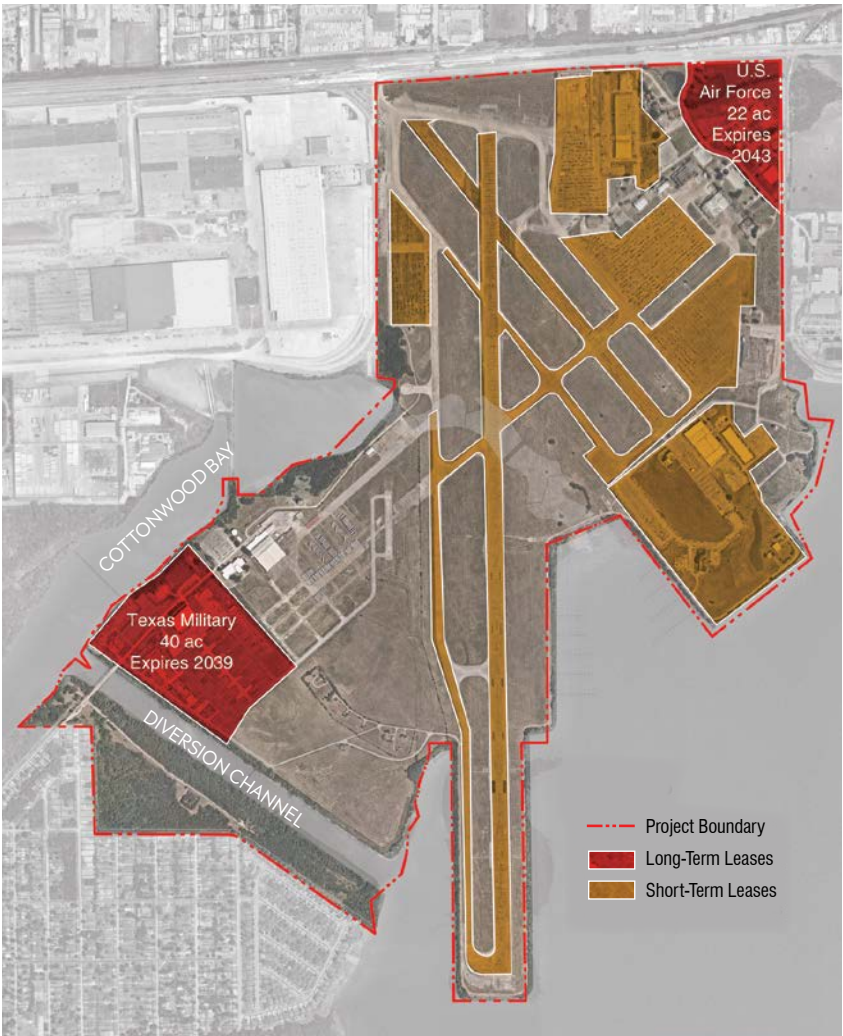 U.S.
Air Force
22 ac
Expires
2043
COTTONWOOD BAY
Texas Military
40 ac
Expires 2039
DIVERSION CHANNEL
Project Boundary
Long-Term Leases
Short-Term Leases